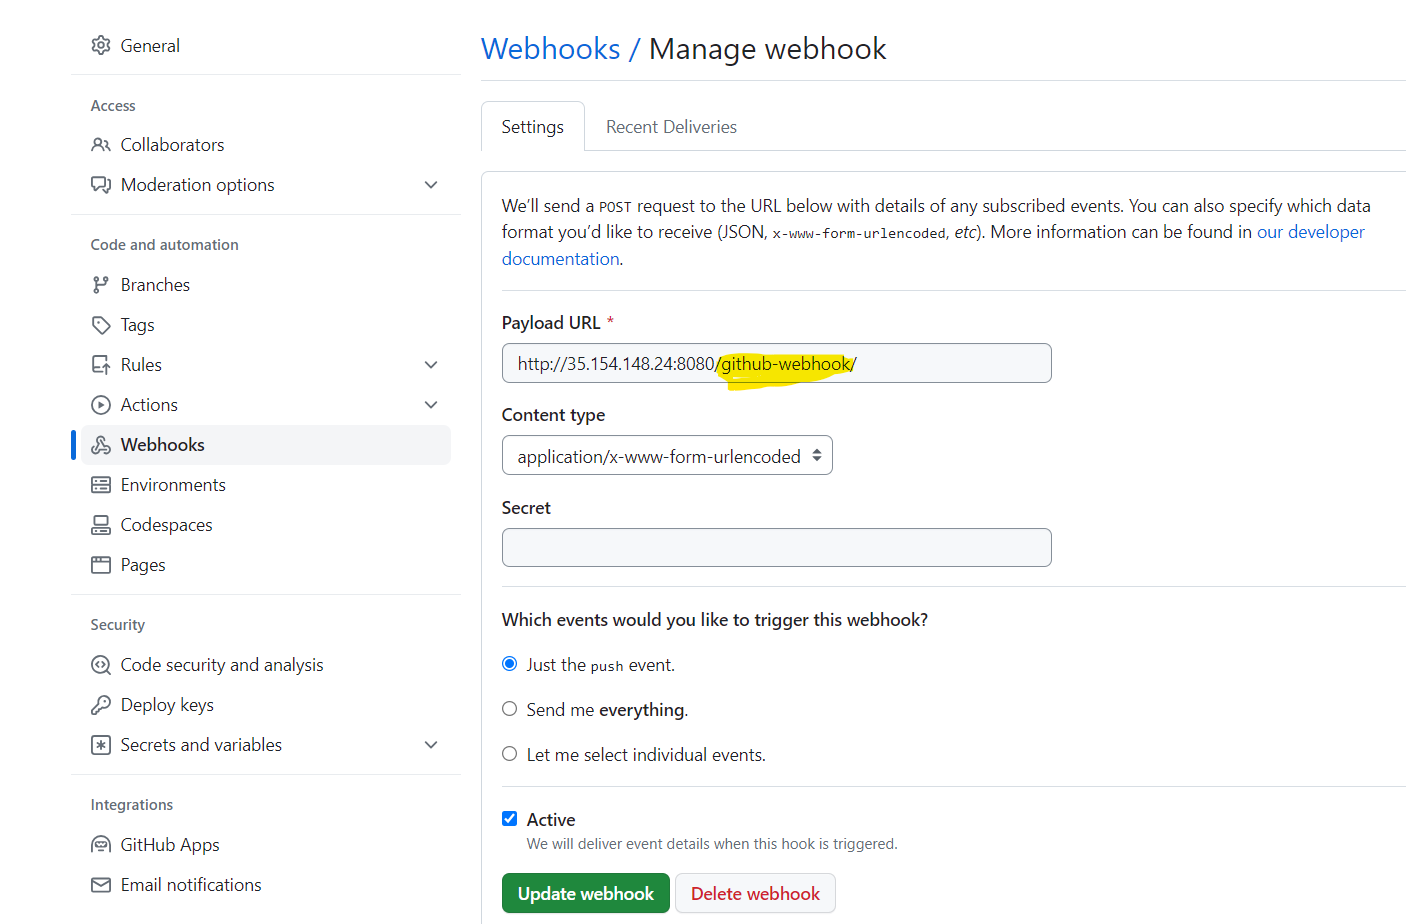 General
Access
Collaborators
Moderation options
Code and automation
Branches
Tags
Rules
Actions
Webhooks
Environments
Codespaces
Pages
Security
Code security and analysis
Deploy keys
Secrets and variables
Integrations
GitHub Apps
Email notifications
Webhooks / Manage webhook
Settings
Recent Deliveries
We'll send a POST request to the URL below with details of any subscribed events. You can also specify which data
format you'd like to receive (JSON, x-www-form-urlencoded, etc). More information can be found in our developer
documentation.
Payload URL *
http://35.154.148.24:8080/github-webhook/
Content type
application/x-www-form-urlencoded
Secret
Which events would you like to trigger this webhook?
Just the push event.
Send me everything.
Let me select individual events.
Active
We will deliver event details when this hook is triggered.
Update webhook
Delete webhook